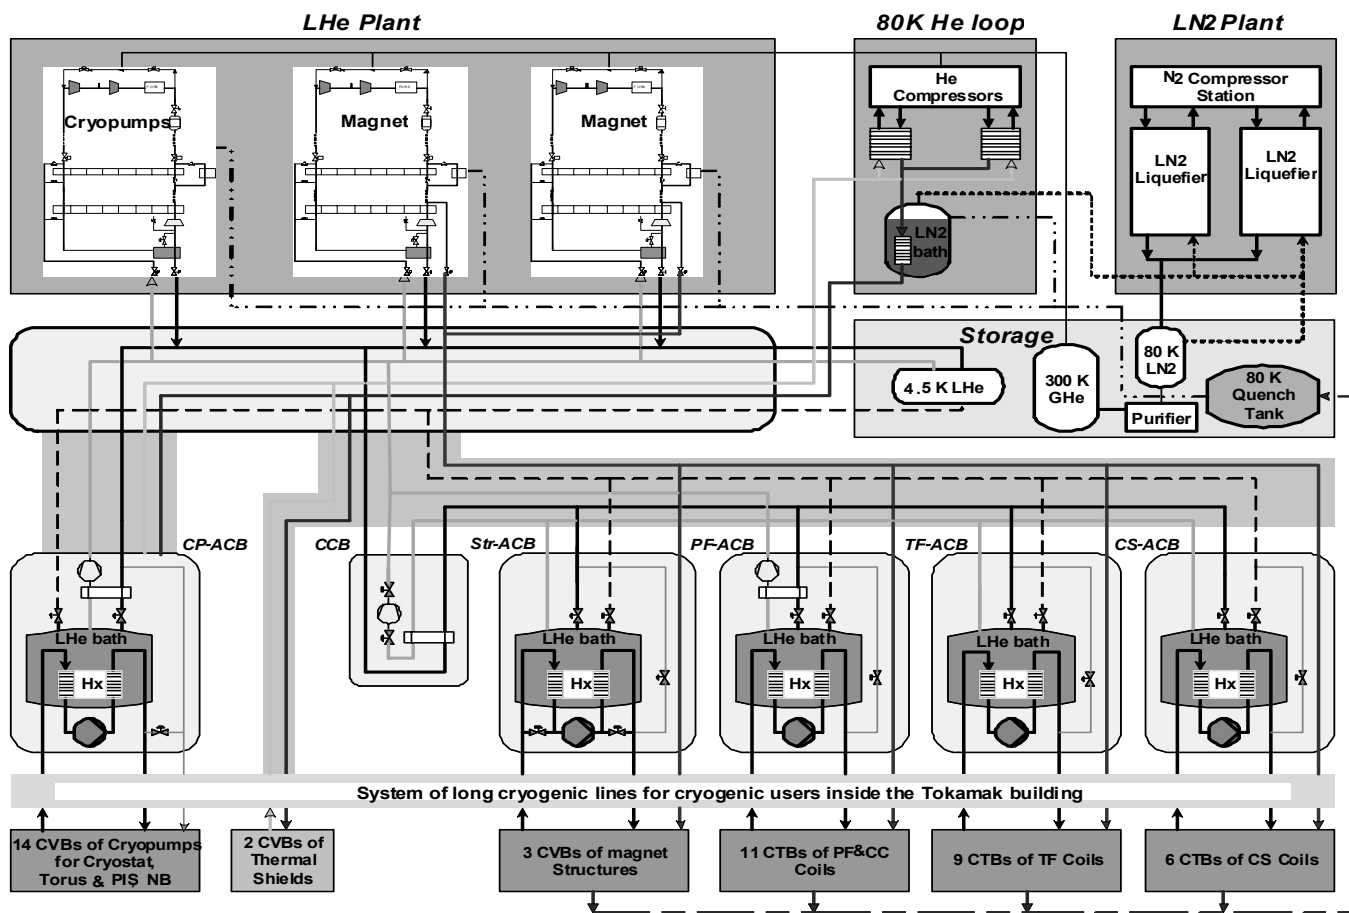 LHe Plant
80K He loop
LN2 Plant
Cryopumps
Magnet
Magnet
He
Compressors
N2 Compressor
Station
LN2
Liquefier
LN2
Liquefier
LN2
bath
Storage
4.5 K LHe
300 K
GHe
80 K
LN2
Purifier
80 K
Quench
Tank
CP-ACB
CCB
Str-ACB
PF-ACB
TF-ACB
CS-ACB
LHe bath
Hx
LHe bath
Hx
LHe bath
Hx
LHe bath
Hx
LHe bath
Hx
System of long cryogenic lines for cryogenic users inside the Tokamak building
14 CVBs of Cryopumps
for Cryostat,
Torus & PIS, NB
2 CVBs of
Thermal
Shields
3 CVBs of magnet
Structures
11 CTBs of PF&CC
Coils
9 CTBs of TF Coils
6 CTBs of CS Coils